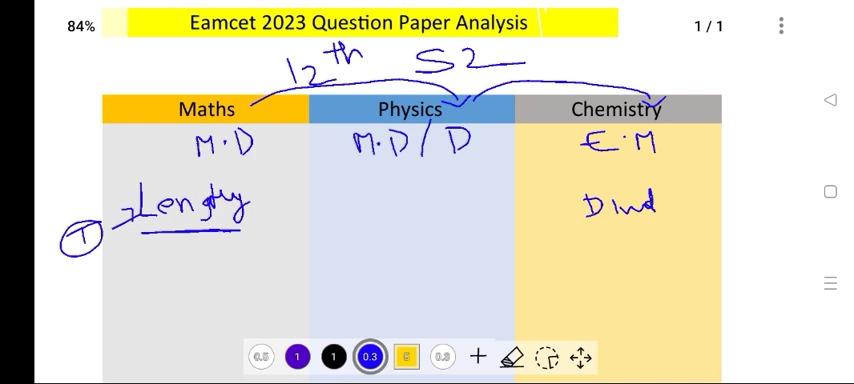 84%
Eamcet 2023 Question Paper Analysis
1 / 1
12th S2
Maths Physics Chemistry
M.D M.D / D E.M
Lengthy
T
0.5 1 1 0.3 5 0.3